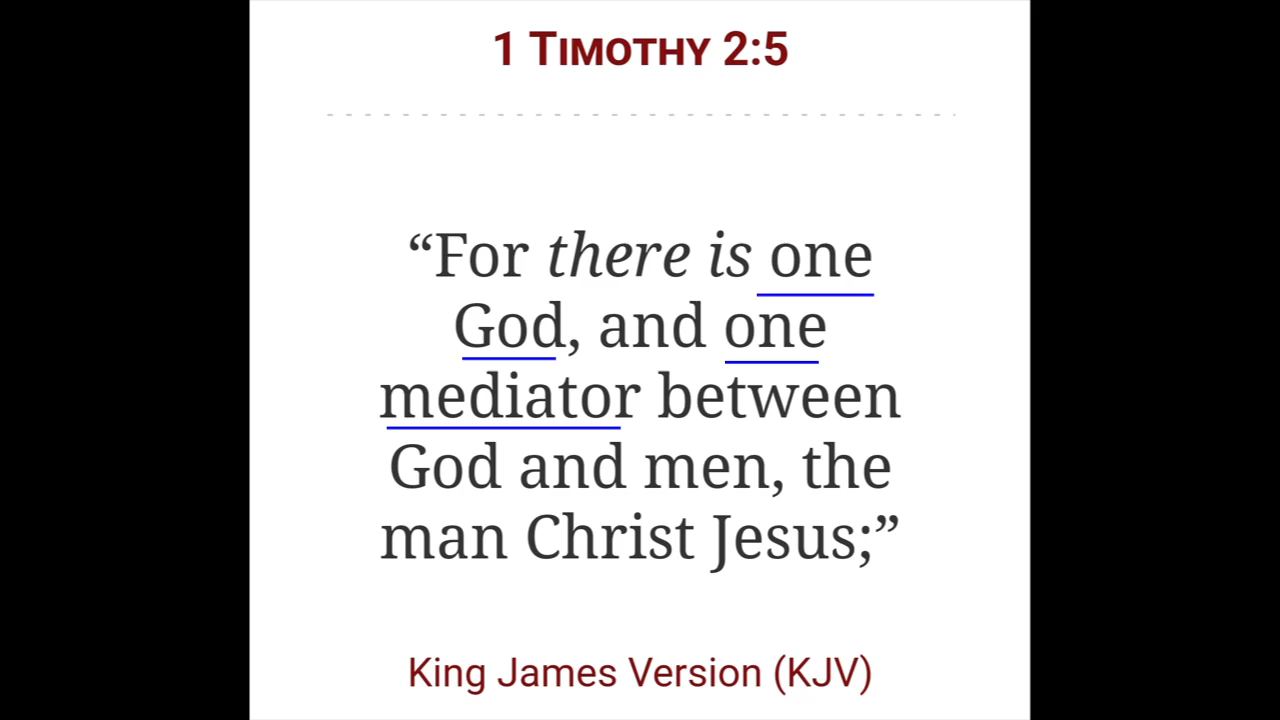 1 Timothy 2:5
“For there is one
God, and one
mediator between
God and men, the
man Christ Jesus;”
King James Version (KJV)